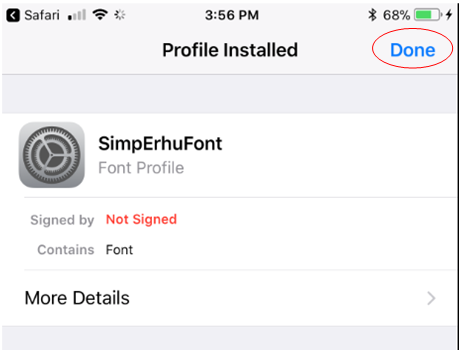 Safari 3:56 PM 68%
Profile Installed Done
SimpErhuFont
Font Profile
Signed by Not Signed
Contains Font
More Details